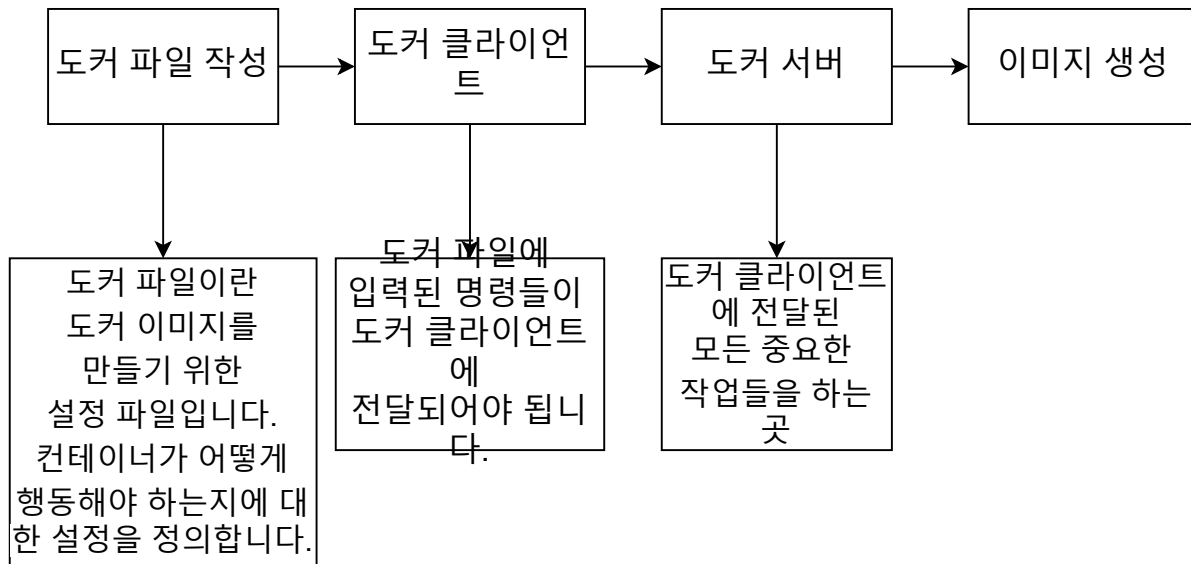 도커 파일 작성
도커 클라이언
트
도커 서버
이미지 생성
도커 파일이란
도커 이미지를
만들기 위한
설정 파일입니다.
컨테이너가 어떻게
행동해야 하는지에 대
한 설정을 정의합니다.
도커 파일에
입력된 명령들이
도커 클라이언트
에
전달되어야 됩니
다.
도커 클라이언트
에 전달된
모든 중요한
작업들을 하는
곳